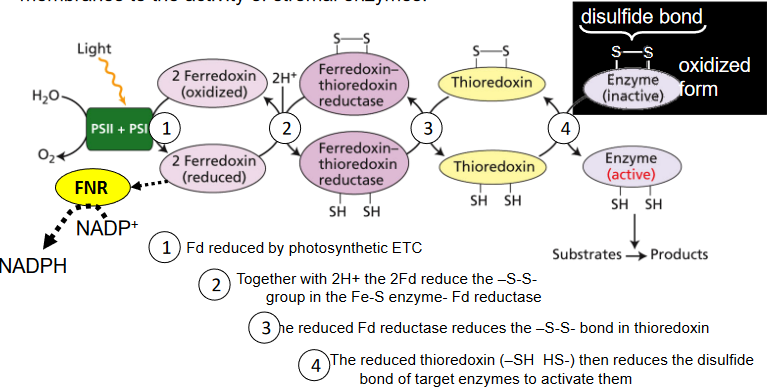 membranes to the activity of stromal enzymes.
disulfide bond
S—S
oxidized
form
Enzyme
(inactive)
Light
H₂O
O₂
PSII + PSI
1
2 Ferredoxin
(oxidized)
2H⁺
2 Ferredoxin
(reduced)
2
S—S
Ferredoxin–
thioredoxin
reductase
Ferredoxin–
thioredoxin
reductase
SH SH
3
S—S
Thioredoxin
Thioredoxin
SH SH
4
Enzyme
(active)
SH SH
Substrates → Products
FNR
NADP⁺
NADPH
1 Fd reduced by photosynthetic ETC
2 Together with 2H+ the 2Fd reduce the –S-S-
group in the Fe-S enzyme- Fd reductase
3 he reduced Fd reductase reduces the –S-S- bond in thioredoxin
4 The reduced thioredoxin (–SH HS-) then reduces the disulfide
bond of target enzymes to activate them